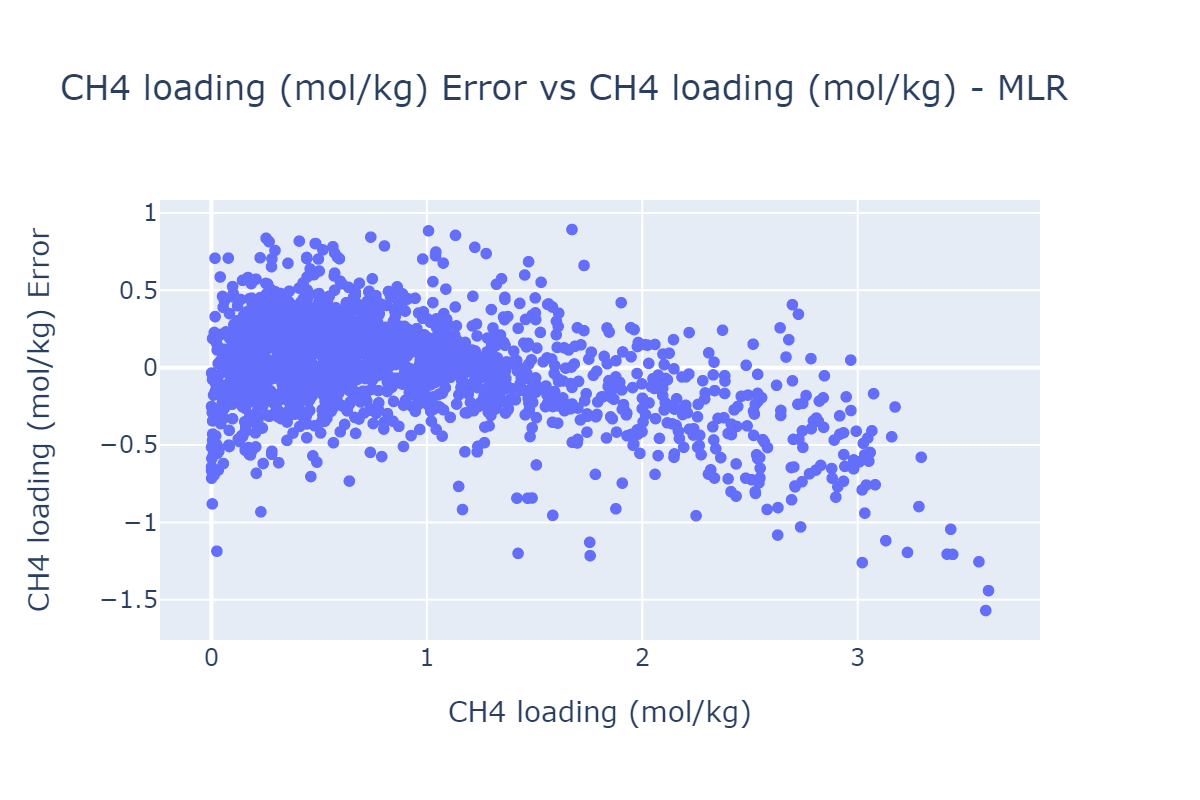 CH4 loading (mol/kg) Error vs CH4 loading (mol/kg) - MLR
CH4 loading (mol/kg) Error
1
0.5
0
−0.5
−1
−1.5
0 1 2 3
CH4 loading (mol/kg)